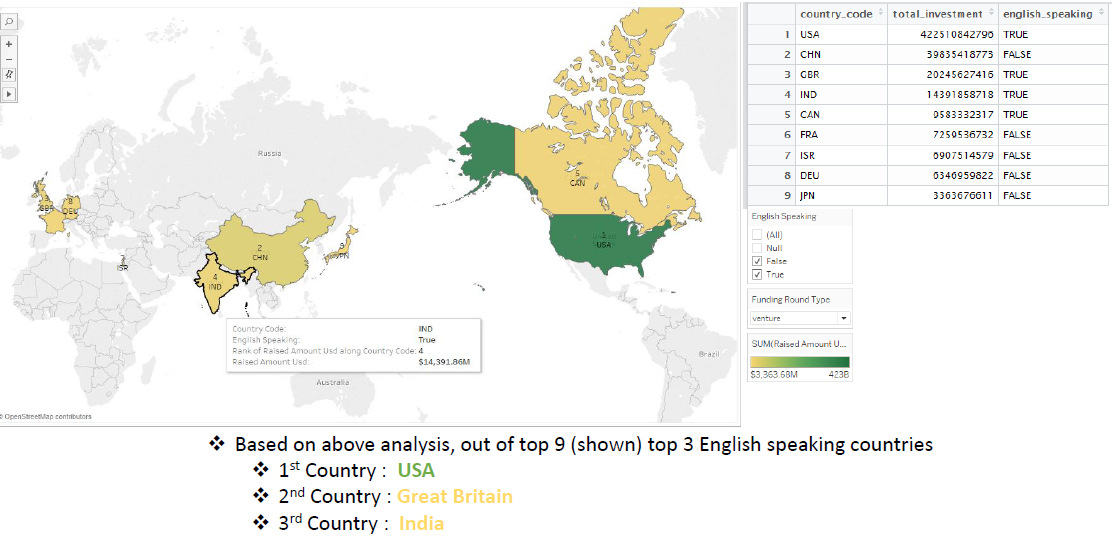 country_code total_investment english_speaking
1 USA 422510842796 TRUE
2 CHN 39835418773 FALSE
3 GBR 20245627416 TRUE
4 IND 14391858718 TRUE
5 CAN 9583332317 TRUE
6 FRA 7259536732 FALSE
7 ISR 6907514579 FALSE
8 DEU 6346959822 FALSE
9 JPN 3363676611 FALSE
Russia
5
CAN
GBR
8
DEU
1
USA
2
CHN
9
JPN
7
ISR
4
IND
Country Code: IND
English Speaking: True
Rank of Raised Amount Usd along Country Code: 4
Raised Amount Usd: $14,391.86M
Brazil
Australia
© OpenStreetMap contributors
English Speaking
(All)
Null
False
True
Funding Round Type
venture
SUM(Raised Amount U...
$3,363.68M 423B
Based on above analysis, out of top 9 (shown) top 3 English speaking countries
1st Country : USA
2nd Country : Great Britain
3rd Country : India